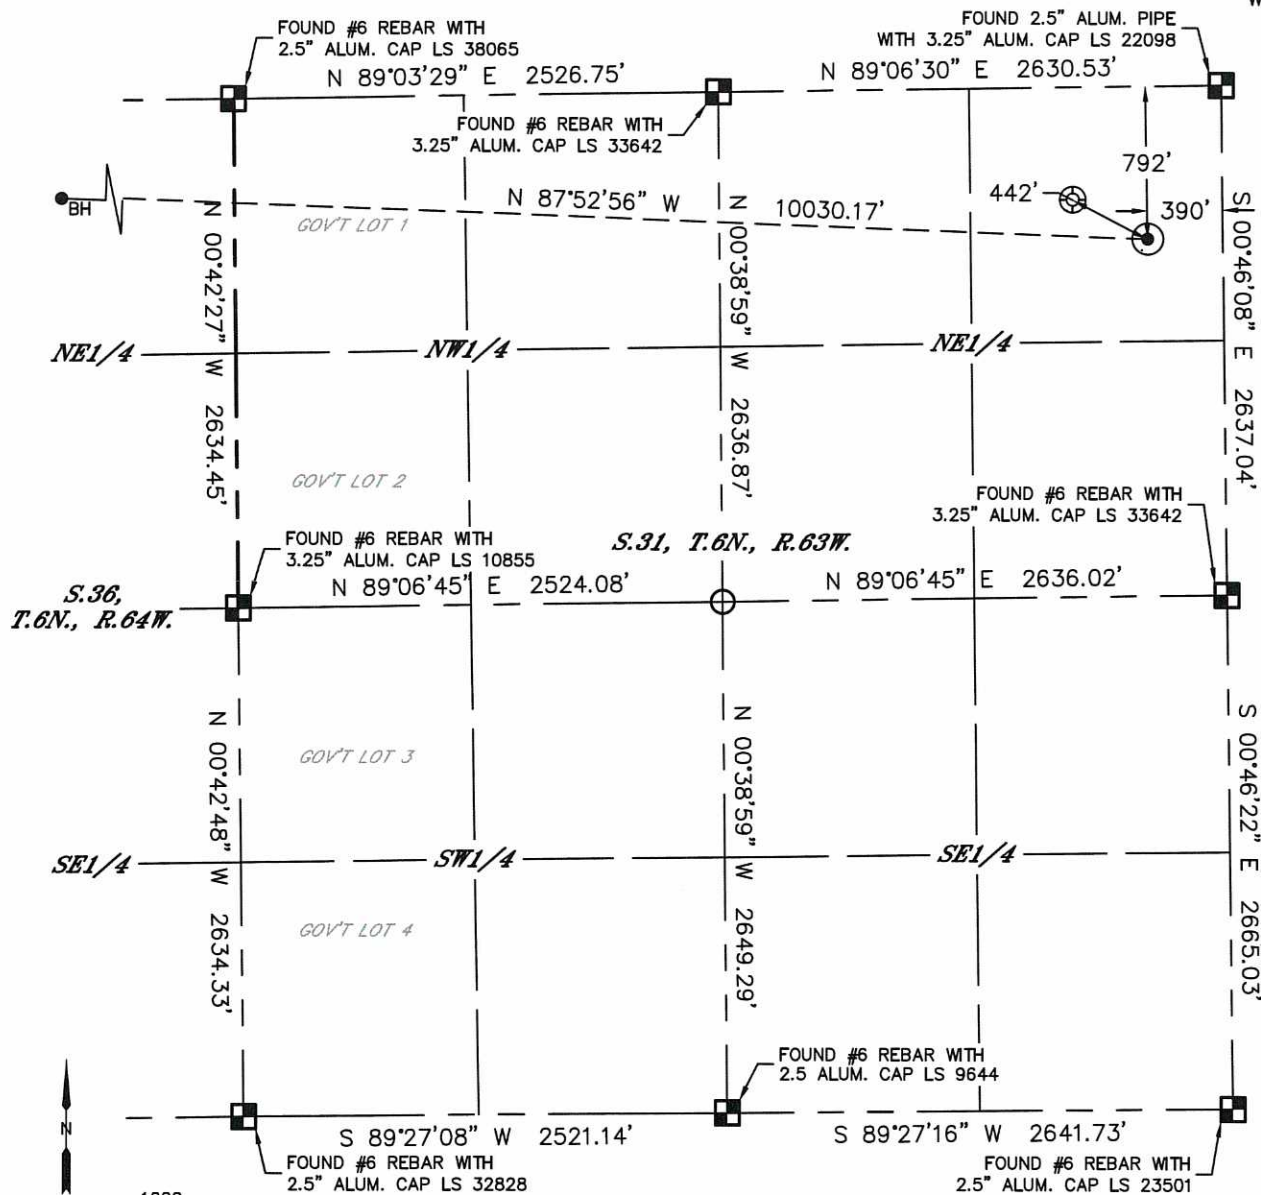 W
FOUND #6 REBAR WITH
2.5" ALUM. CAP LS 38065
FOUND 2.5" ALUM. PIPE
WITH 3.25" ALUM. CAP LS 22098
N 89°03'29" E 2526.75'
N 89°06'30" E 2630.53'
FOUND #6 REBAR WITH
3.25" ALUM. CAP LS 33642
792'
442'
390'
BH
N 87°52'56" W 10030.17'
GOV'T LOT 1
N 00°42'27" W 2634.45'
N 00°38'59" W 2636.87'
S 00°46'08" E 2637.04'
NE1/4
NW1/4
NE1/4
GOV'T LOT 2
FOUND #6 REBAR WITH
3.25" ALUM. CAP LS 33642
FOUND #6 REBAR WITH
3.25" ALUM. CAP LS 10855
S.31, T.6N., R.63W.
N 89°06'45" E 2524.08'
N 89°06'45" E 2636.02'
S.36,
T.6N., R.64W.
GOV'T LOT 3
N 00°42'48" W 2634.33'
N 00°38'59" W 2649.29'
S 00°46'22" E 2665.03'
SE1/4
SW1/4
SE1/4
GOV'T LOT 4
FOUND #6 REBAR WITH
2.5 ALUM. CAP LS 9644
N
S 89°27'08" W 2521.14'
S 89°27'16" W 2641.73'
FOUND #6 REBAR WITH
2.5" ALUM. CAP LS 32828
FOUND #6 REBAR WITH
2.5" ALUM. CAP LS 23501